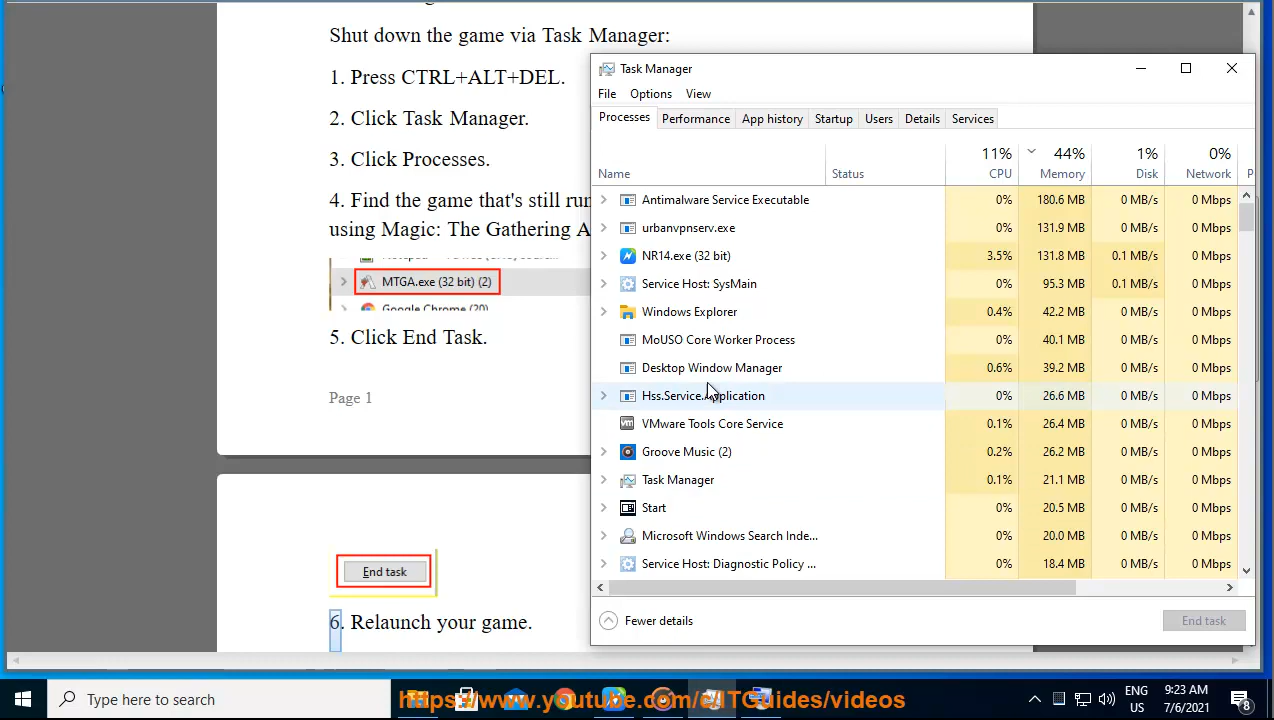 Shut down the game via Task Manager:
1. Press CTRL+ALT+DEL.
2. Click Task Manager.
3. Click Processes.
4. Find the game that's still
using Magic: The Gathering
MTGA.exe (32 bit) (2)
Google Chrome (20)
5. Click End Task.
Page 1
End task
6. Relaunch your game.
Task Manager
File Options View
Processes Performance App history Startup Users Details Services
11% 44% 1% 0%
Name Status CPU Memory Disk Network
Antimalware Service Executable 0% 180.6 MB 0 MB/s 0 Mbps
urbanvpnserv.exe 0% 131.9 MB 0 MB/s 0 Mbps
NR14.exe (32 bit) 3.5% 131.8 MB 0.1 MB/s 0 Mbps
Service Host: SysMain 0% 95.3 MB 0.1 MB/s 0 Mbps
Windows Explorer 0.4% 42.2 MB 0 MB/s 0 Mbps
MoUSO Core Worker Process 0% 40.1 MB 0 MB/s 0 Mbps
Desktop Window Manager 0.6% 39.2 MB 0 MB/s 0 Mbps
Hss.Service.Application 0% 26.6 MB 0 MB/s 0 Mbps
VMware Tools Core Service 0.1% 26.4 MB 0 MB/s 0 Mbps
Groove Music (2) 0.2% 26.2 MB 0 MB/s 0 Mbps
Task Manager 0.1% 21.1 MB 0 MB/s 0 Mbps
Start 0% 20.5 MB 0 MB/s 0 Mbps
Microsoft Windows Search Inde... 0% 20.0 MB 0 MB/s 0 Mbps
Service Host: Diagnostic Policy ... 0% 18.4 MB 0 MB/s 0 Mbps
Fewer details End task
Type here to search
https://www.youtube.com/c/ITGuides/videos
ENG
US
9:23 AM
7/6/2021
8